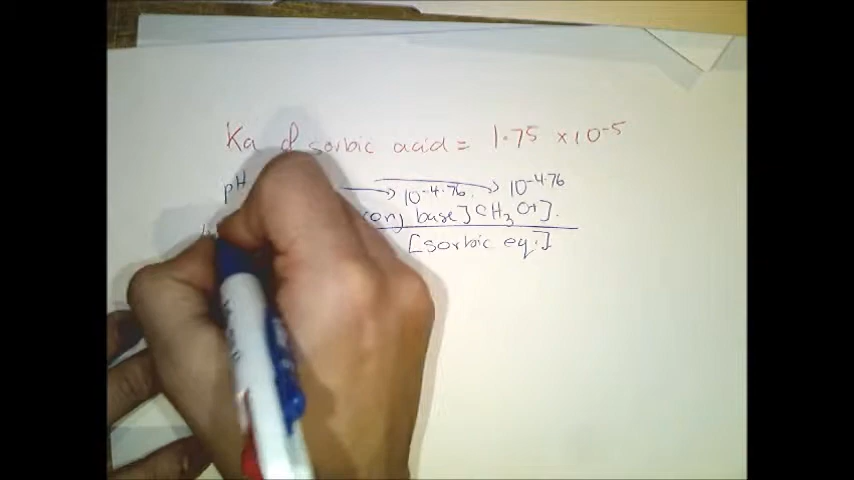 Ka of sorbic acid = 1.75 ×10-5
pH 10-4.76. 10-4.76
conj base] [H3O+].
[sorbic eq.]